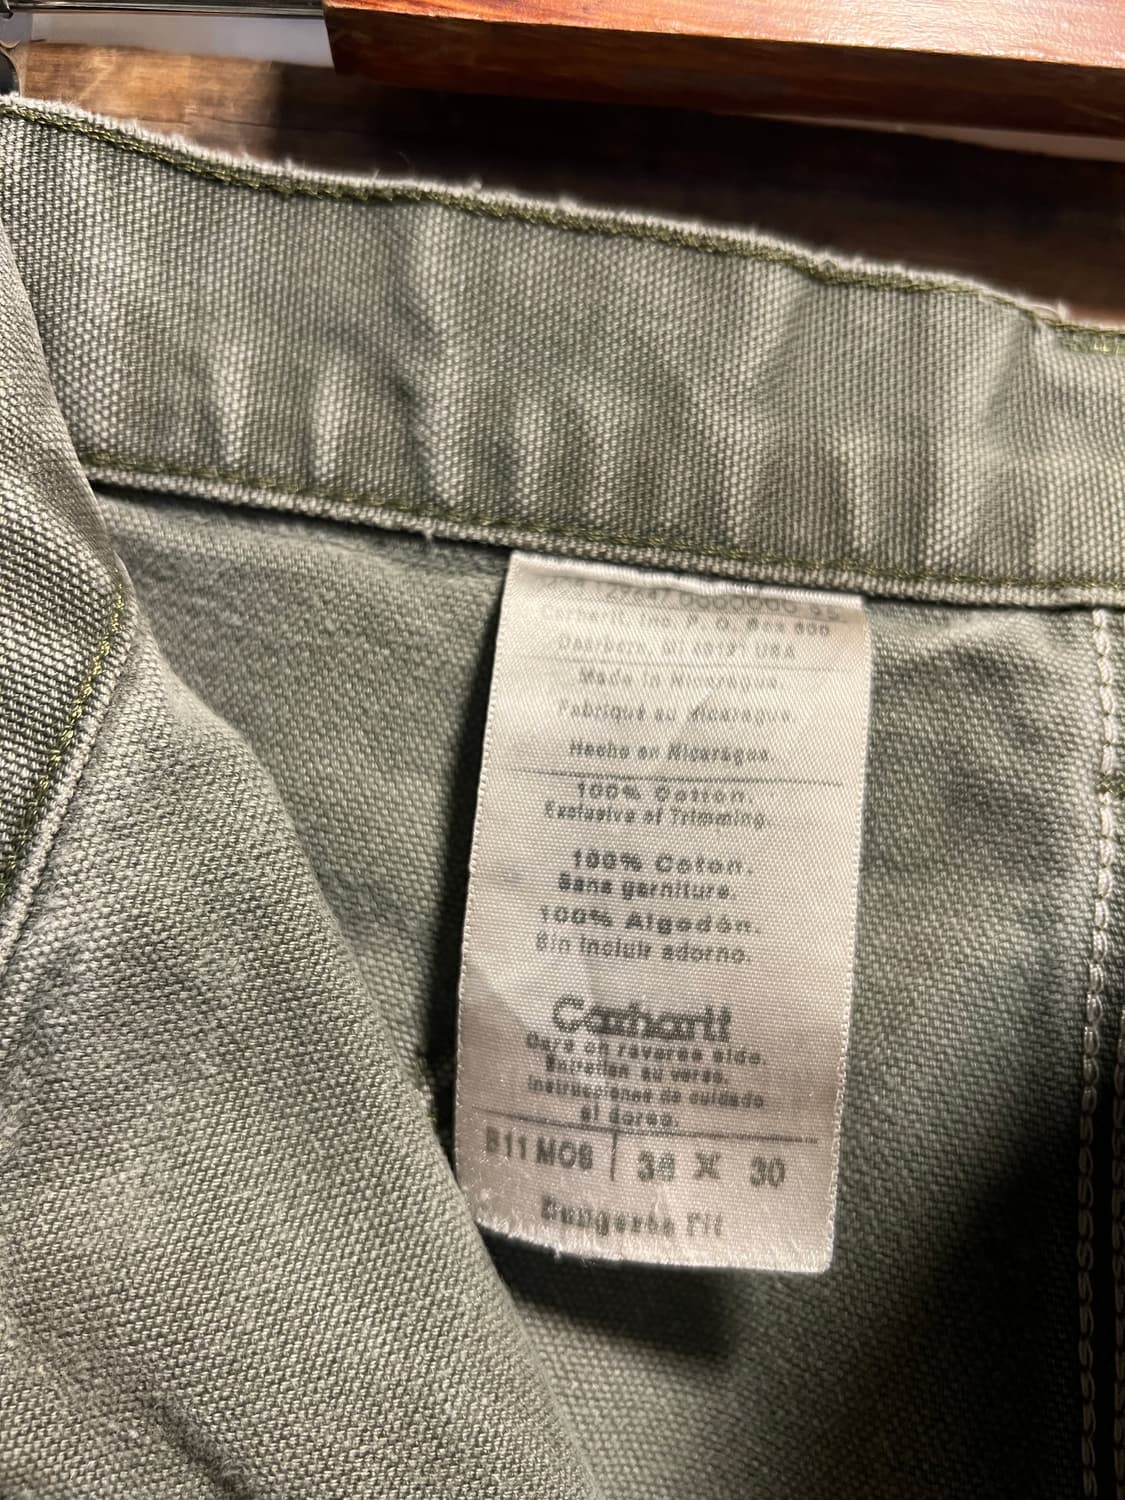 Carhartt, Inc. P. O. Box 600
Dearborn, MI 48121 USA
Made in Nicaragua.
Fabriqué au Nicaragua.
Hecho en Nicarágua.
100% Cotton.
Exclusive of Trimming.
100% Coton.
Sans garniture.
100% Algodón.
Sin incluir adorno.
Carhartt
Care on reverse side.
Entretien au verso.
Instrucciones de cuidado
al dorso.
B11 MOS X 30
Dungaree Fit